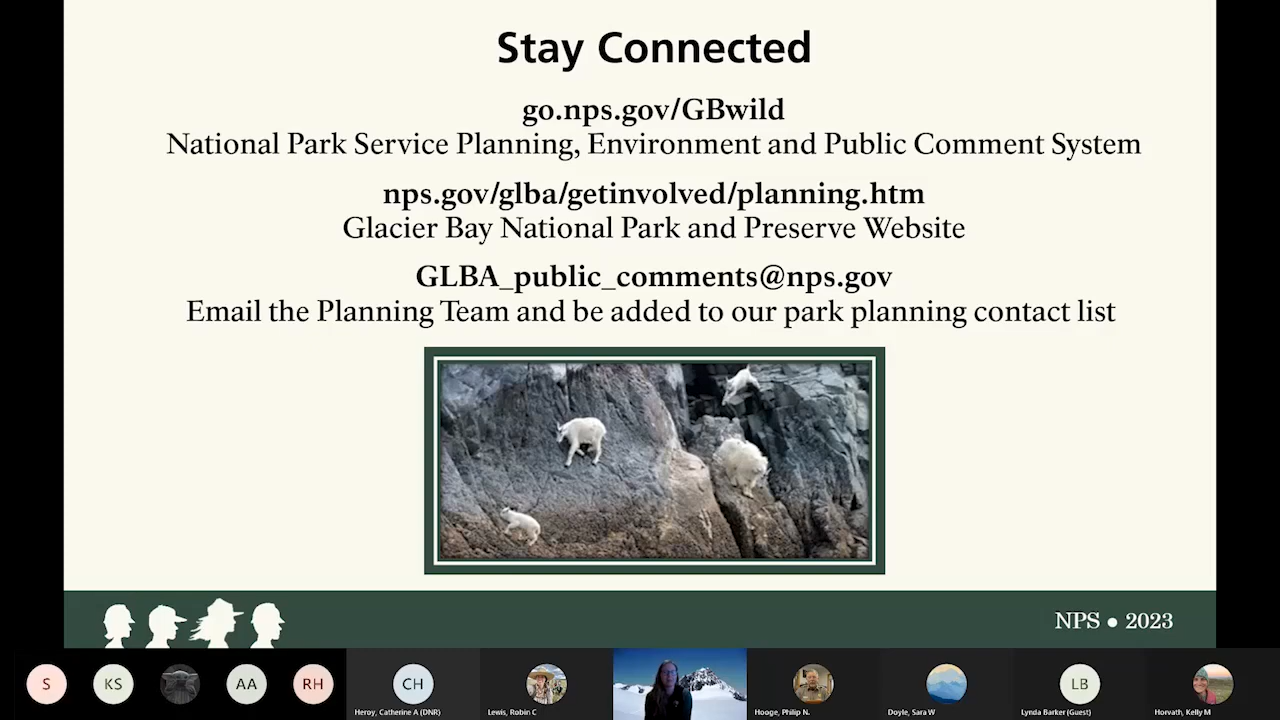 Stay Connected
go.nps.gov/GBwild
National Park Service Planning, Environment and Public Comment System
nps.gov/glba/getinvolved/planning.htm
Glacier Bay National Park and Preserve Website
GLBA_public_comments@nps.gov
Email the Planning Team and be added to our park planning contact list
NPS • 2023
S
KS
AA
RH
CH
LB
Heroy, Catherine A (DNR)
Lewis, Robin C
Hooge, Philip N.
Doyle, Sara W
Lynda Barker (Guest)
Horvath, Kelly M